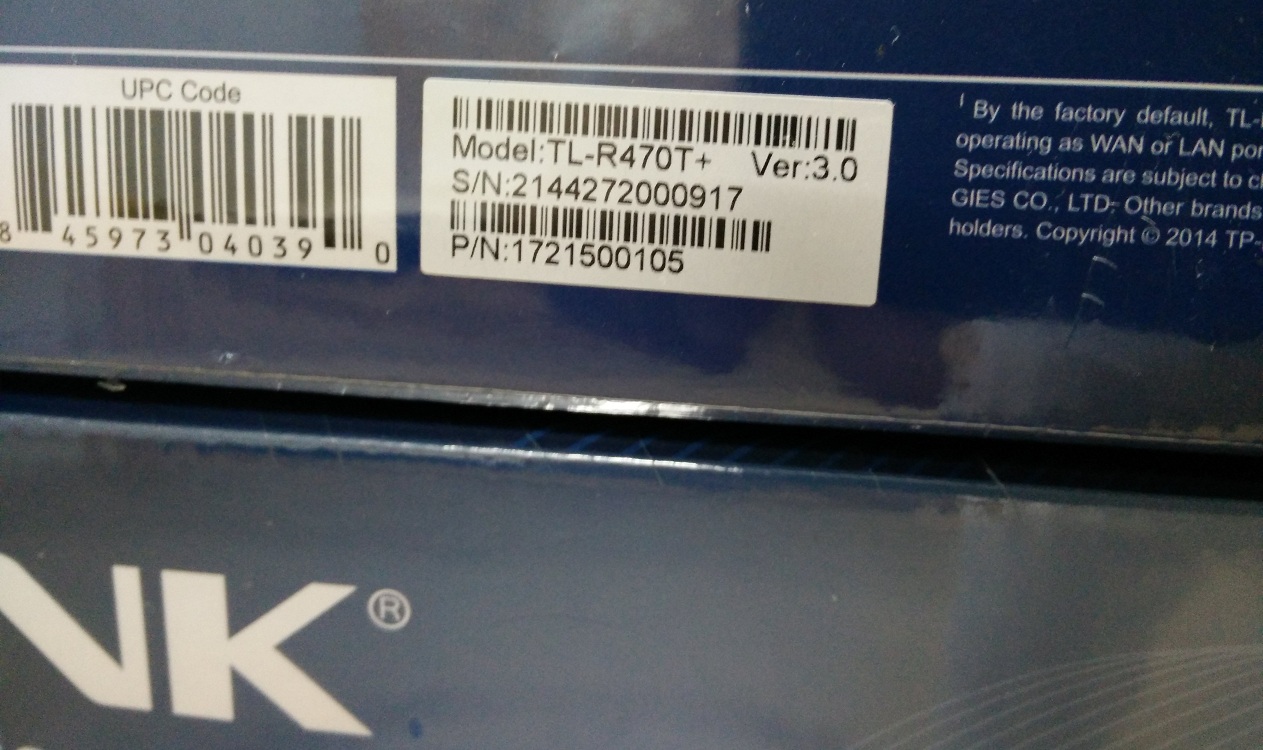 UPC Code
8 45973 04039 0
Model:TL-R470T+ Ver:3.0
S/N:2144272000917
P/N:1721500105
1 By the factory default, TL-
operating as WAN or LAN por
Specifications are subject to c
GIES CO., LTD. Other brands
holders. Copyright © 2014 TP-
NK®